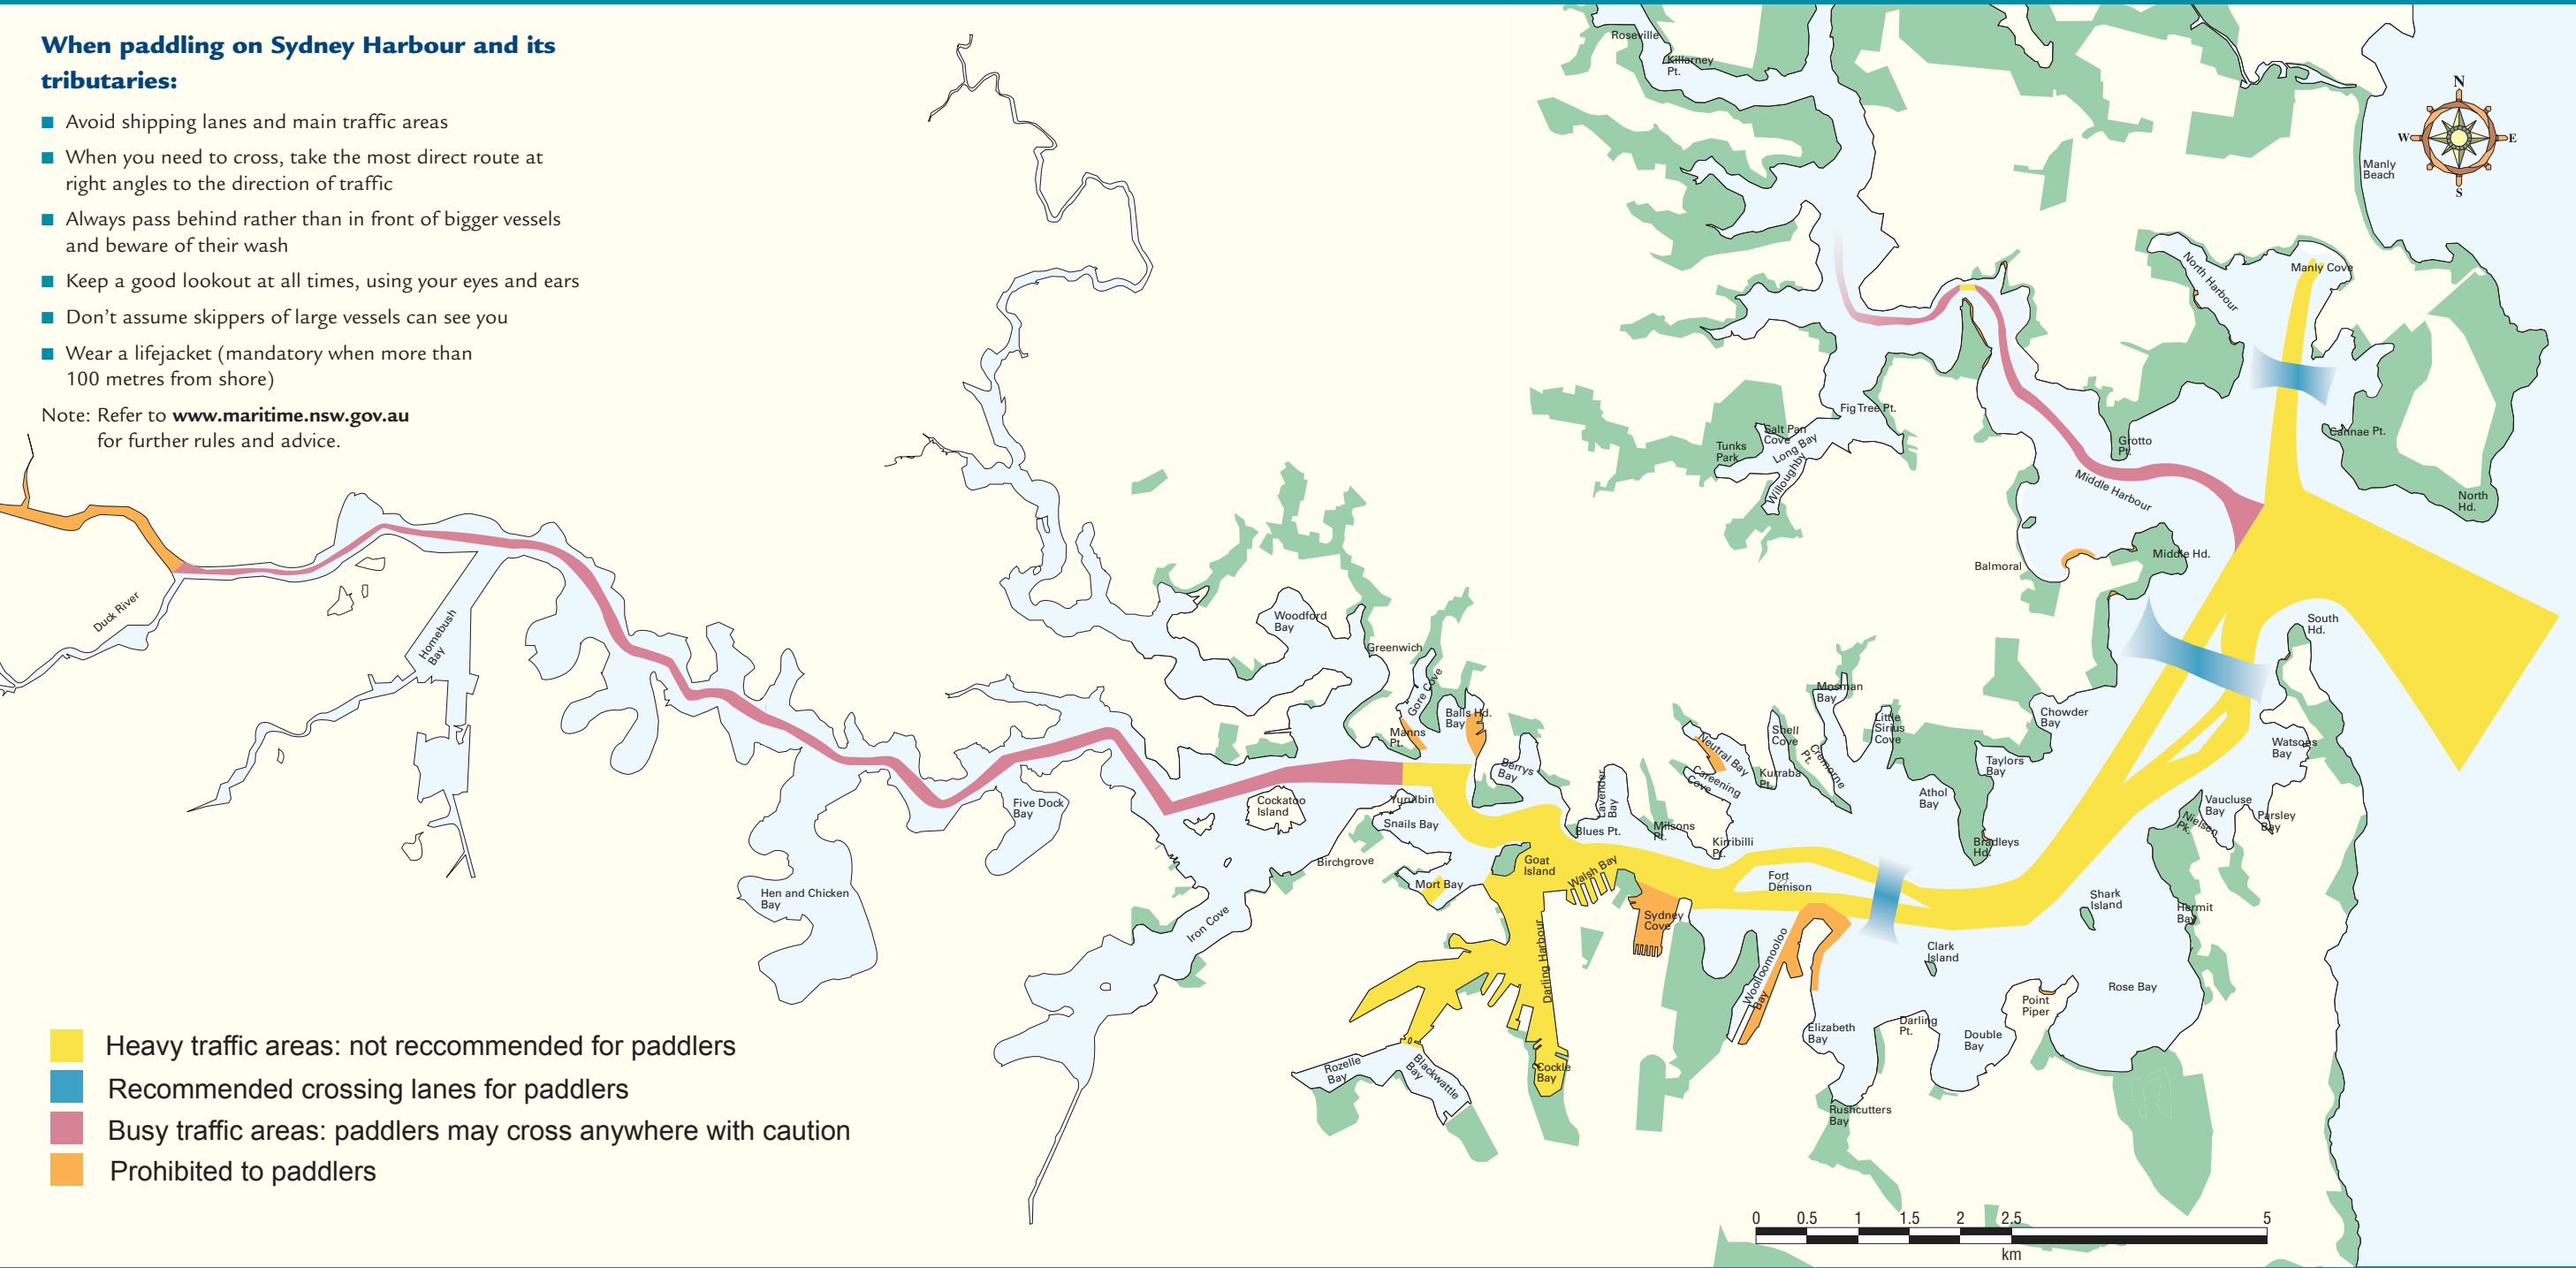 When paddling on Sydney Harbour and its
tributaries:
Avoid shipping lanes and main traffic areas
When you need to cross, take the most direct route at
right angles to the direction of traffic
Always pass behind rather than in front of bigger vessels
and beware of their wash
Keep a good lookout at all times, using your eyes and ears
Don't assume skippers of large vessels can see you
Wear a lifejacket (mandatory when more than
100 metres from shore)
Note: Refer to www.maritime.nsw.gov.au
for further rules and advice.
Roseville
Killarney
Pt.
N
W
E
S
Manly
Beach
North Harbour
Manly Cove
Fig Tree Pt.
Salt Pan
Cove
Tunks
Park
Long Bay
Willoughby
Grotto
Pt.
Cannae Pt.
Middle Harbour
North
Hd.
Middle Hd.
Balmoral
South
Hd.
Duck River
Homebush
Bay
Woodford
Bay
Greenwich
Gore Cove
Balls Hd.
Bay
Manns
Pt.
Berrys
Bay
Lavender
Bay
Blues Pt.
Neutral Bay
Careening
Cove
Milsons
Pt.
Kirribilli
Pt.
Shell
Cove
Kurraba
Pt.
Cremorne
Pt.
Mosman
Bay
Little
Sirius
Cove
Athol
Bay
Taylors
Bay
Chowder
Bay
Bradleys
Hd.
Watsons
Bay
Vaucluse
Bay
Parsley
Bay
Nielsen
Pk.
Five Dock
Bay
Cockatoo
Island
Yurulbin
Snails Bay
Birchgrove
Mort Bay
Goat
Island
Walsh Bay
Fort
Denison
Sydney
Cove
Hen and Chicken
Bay
Iron Cove
Darling Harbour
Woolloomooloo
Bay
Clark
Island
Shark
Island
Hermit
Bay
Rose Bay
Point
Piper
Elizabeth
Bay
Darling
Pt.
Double
Bay
Rushcutters
Bay
Rozelle
Bay
Blackwattle
Bay
Cockle
Bay
Heavy traffic areas: not reccommended for paddlers
Recommended crossing lanes for paddlers
Busy traffic areas: paddlers may cross anywhere with caution
Prohibited to paddlers
0 0.5 1 1.5 2 2.5 5
km